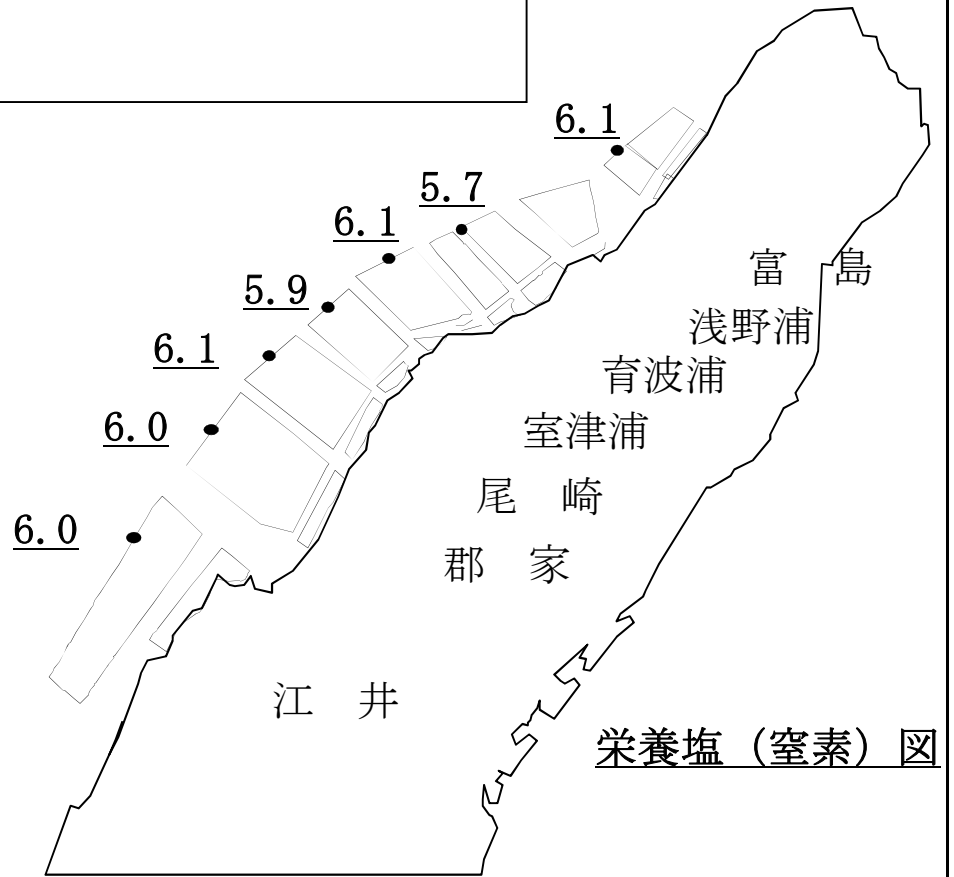 6.1
5.7
6.1
5.9
6.1
6.0
6.0
富 島
浅野浦
育波浦
室津浦
尾 崎
郡 家
江 井
栄養塩（窒素）図